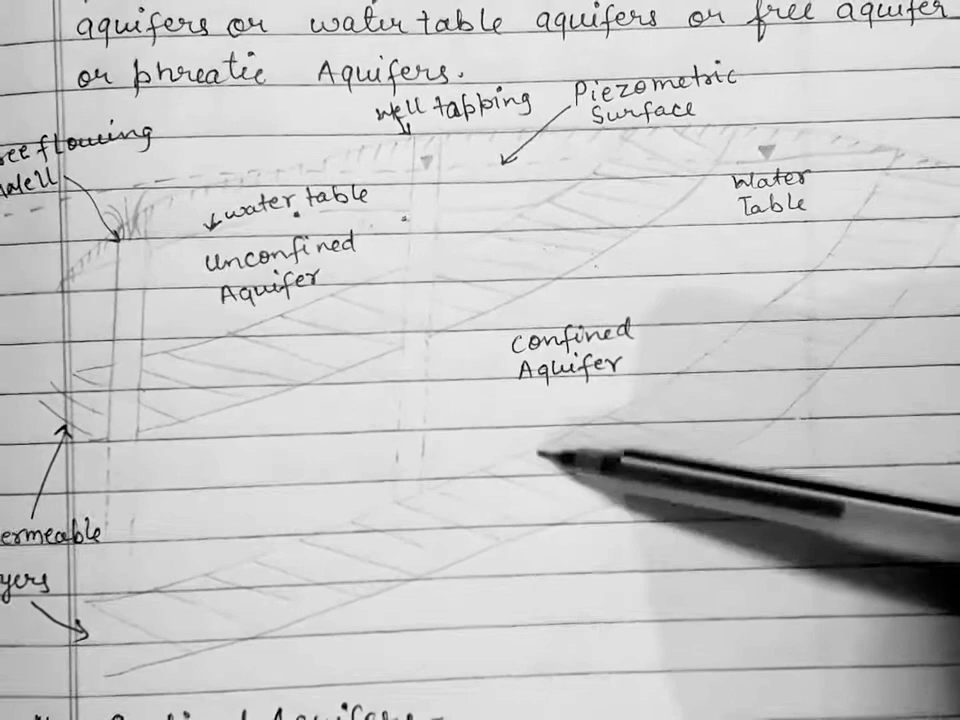 aquifers or water table aquifers or free aquifer
or phreatic Aquifers.
well tapping
Piezometric
Surface
ree flowing
well
water table
Water
Table
Unconfined
Aquifer
Confined
Aquifer
ermeable
yers